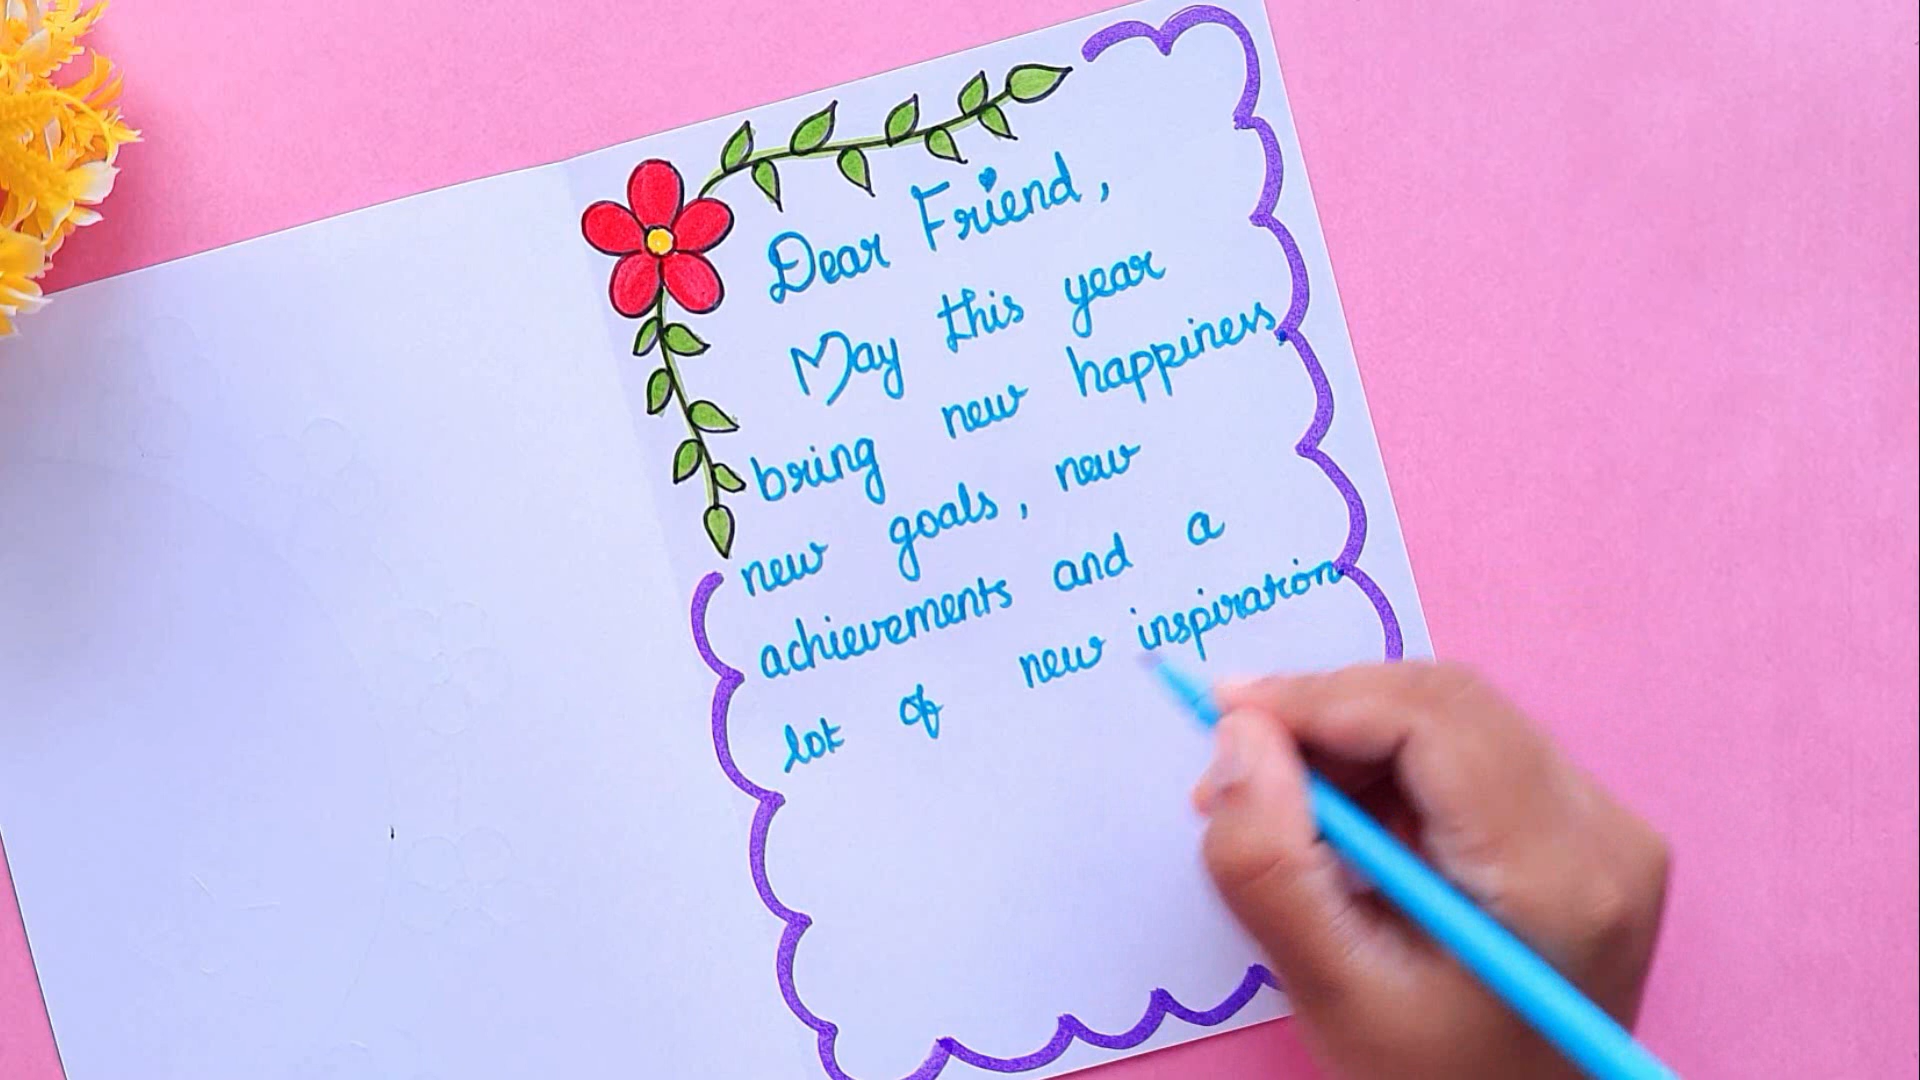 Dear Friend,
May this year
bring new happiness,
new goals, new
achievements and a
lot of new inspiration